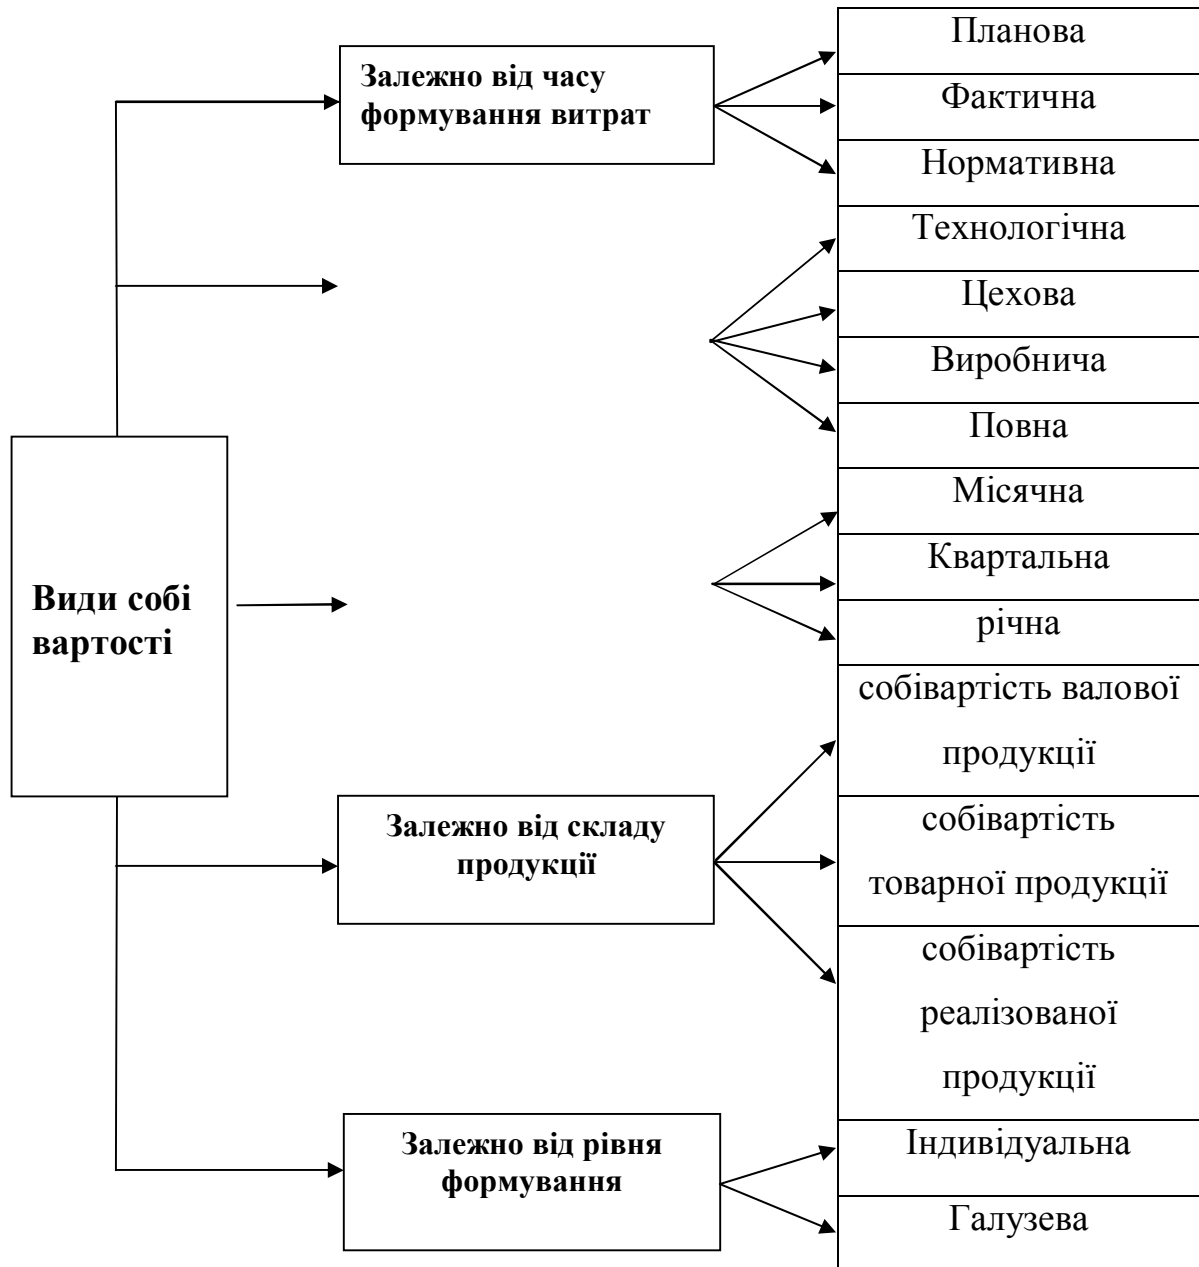 Види собі
вартості
Залежно від часу
формування витрат
Планова
Фактична
Нормативна
Технологічна
Цехова
Виробнича
Повна
Місячна
Квартальна
річна
Залежно від складу
продукції
собівартість валової
продукції
собівартість
товарної продукції
собівартість
реалізованої
продукції
Залежно від рівня
формування
Індивідуальна
Галузева